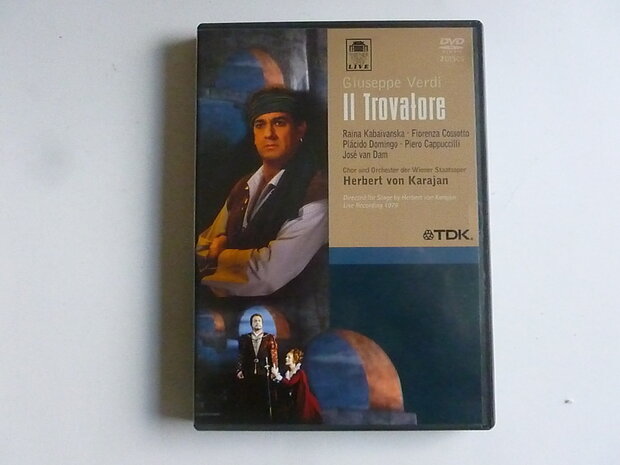 LIVE
DVD
Giuseppe Verdi
Il Trovatore
Raina Kabaivanska · Fiorenza Cossotto
Plácido Domingo · Piero Cappuccilli
José van Dam
Chor und Orchester der Wiener Staatsoper
Herbert von Karajan
Directed for Stage by Herbert von Karajan
Live Recording 1978
TDK